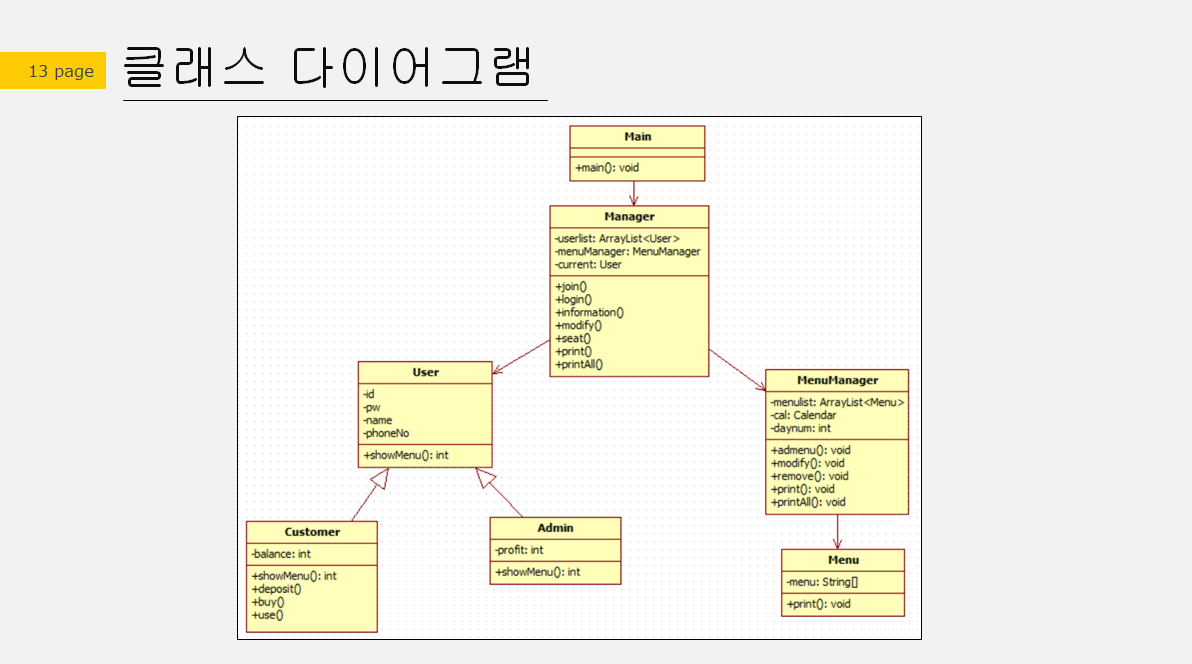 13 page
클래스 다이어그램
Main
+main(): void
Manager
-userlist: ArrayList<User>
-menuManager: MenuManager
-current: User
+join()
+login()
+information()
+modify()
+seat()
+print()
+printAll()
User
-id
-pw
-name
-phoneNo
+showMenu(): int
MenuManager
-menulist: ArrayList<Menu>
-cal: Calendar
-daynum: int
+admenu(): void
+modify(): void
+remove(): void
+print(): void
+printAll(): void
Customer
-balance: int
+showMenu(): int
+deposit()
+buy()
+use()
Admin
-profit: int
+showMenu(): int
Menu
-menu: String[]
+print(): void